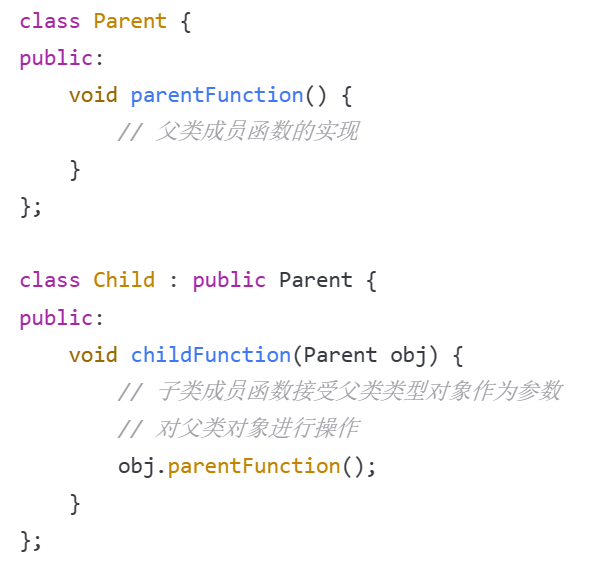 class Parent {
public:
    void parentFunction() {
        // 父类成员函数的实现
    }
};

class Child : public Parent {
public:
    void childFunction(Parent obj) {
        // 子类成员函数接受父类类型对象作为参数
        // 对父类对象进行操作
        obj.parentFunction();
    }
};